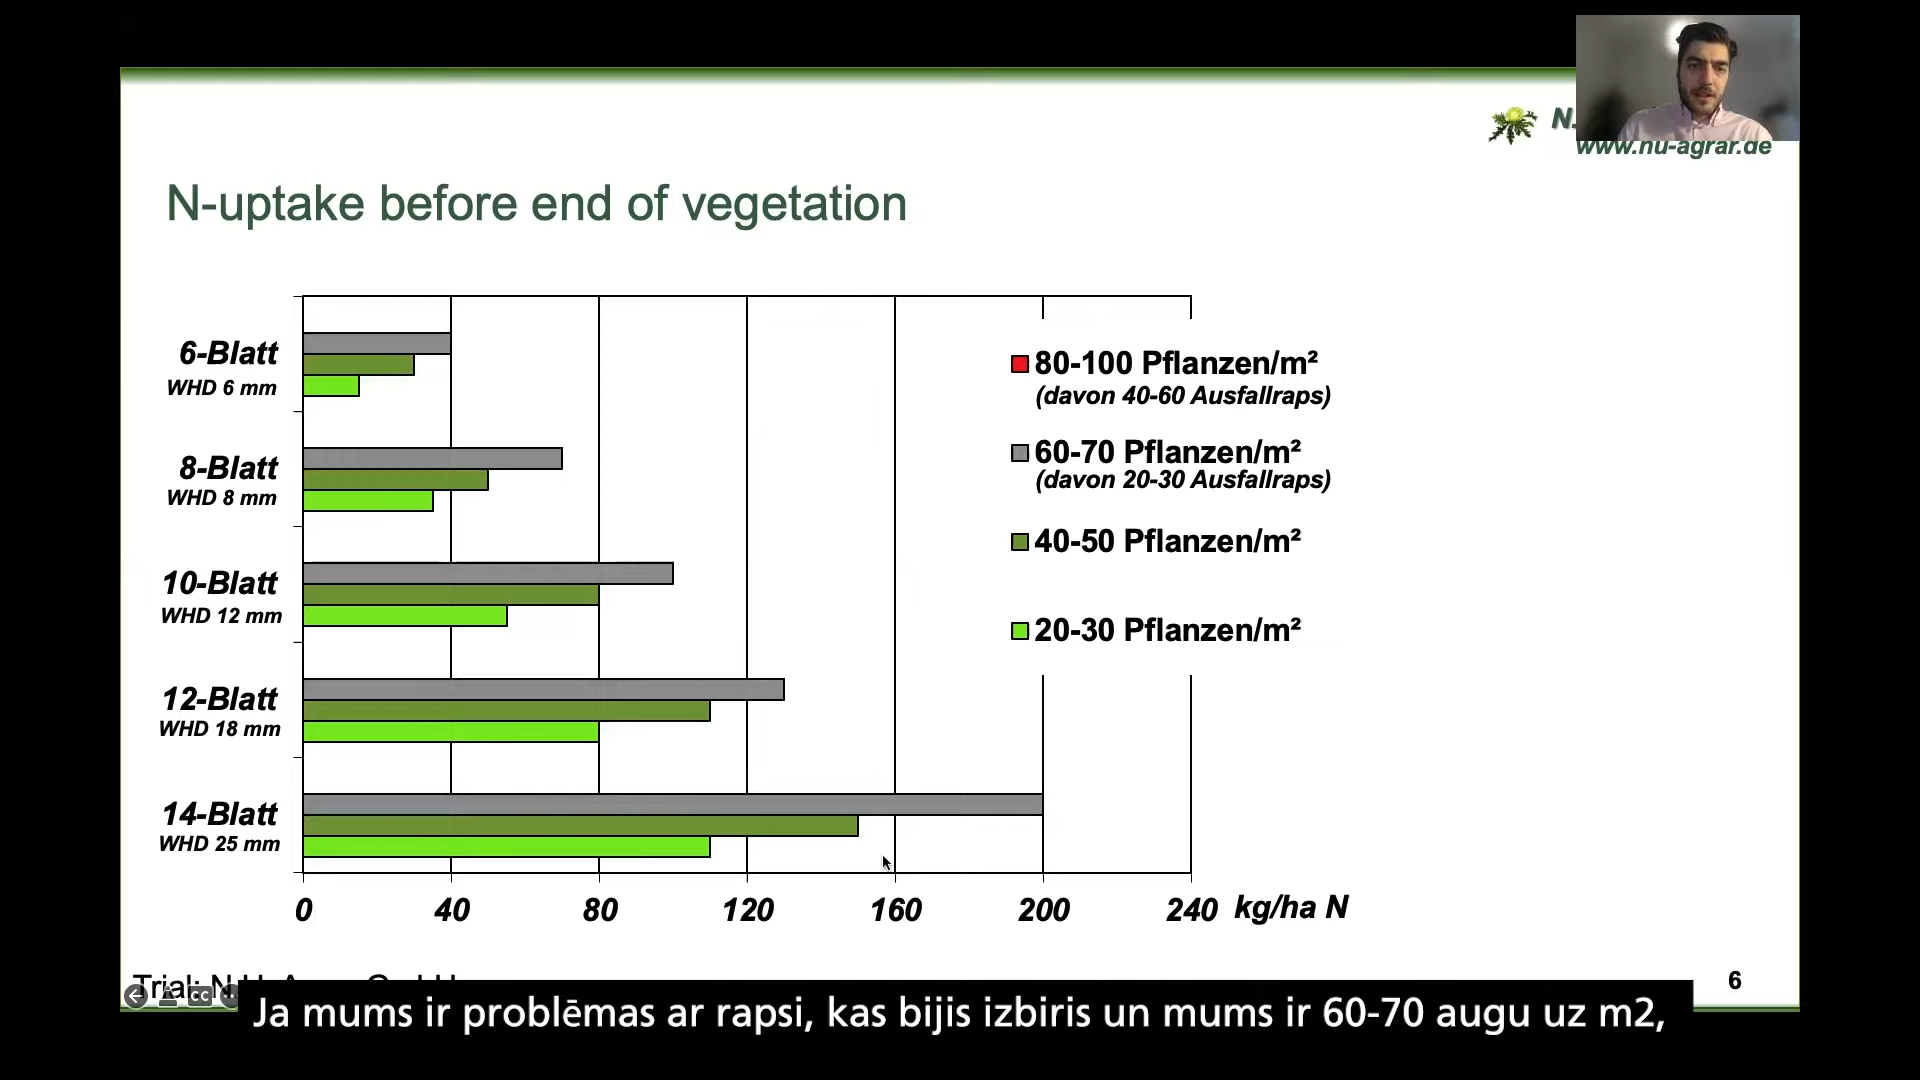 N.
www.nu-agrar.de
N-uptake before end of vegetation
6-Blatt
WHD 6 mm
8-Blatt
WHD 8 mm
10-Blatt
WHD 12 mm
12-Blatt
WHD 18 mm
14-Blatt
WHD 25 mm
80-100 Pflanzen/m²
(davon 40-60 Ausfallraps)
60-70 Pflanzen/m²
(davon 20-30 Ausfallraps)
40-50 Pflanzen/m²
20-30 Pflanzen/m²
0 40 80 120 160 200 240 kg/ha N
Trial: N.U. Agrar GmbH
6
CC
Ja mums ir problēmas ar rapsi, kas bijis izbiris un mums ir 60-70 augu uz m2,